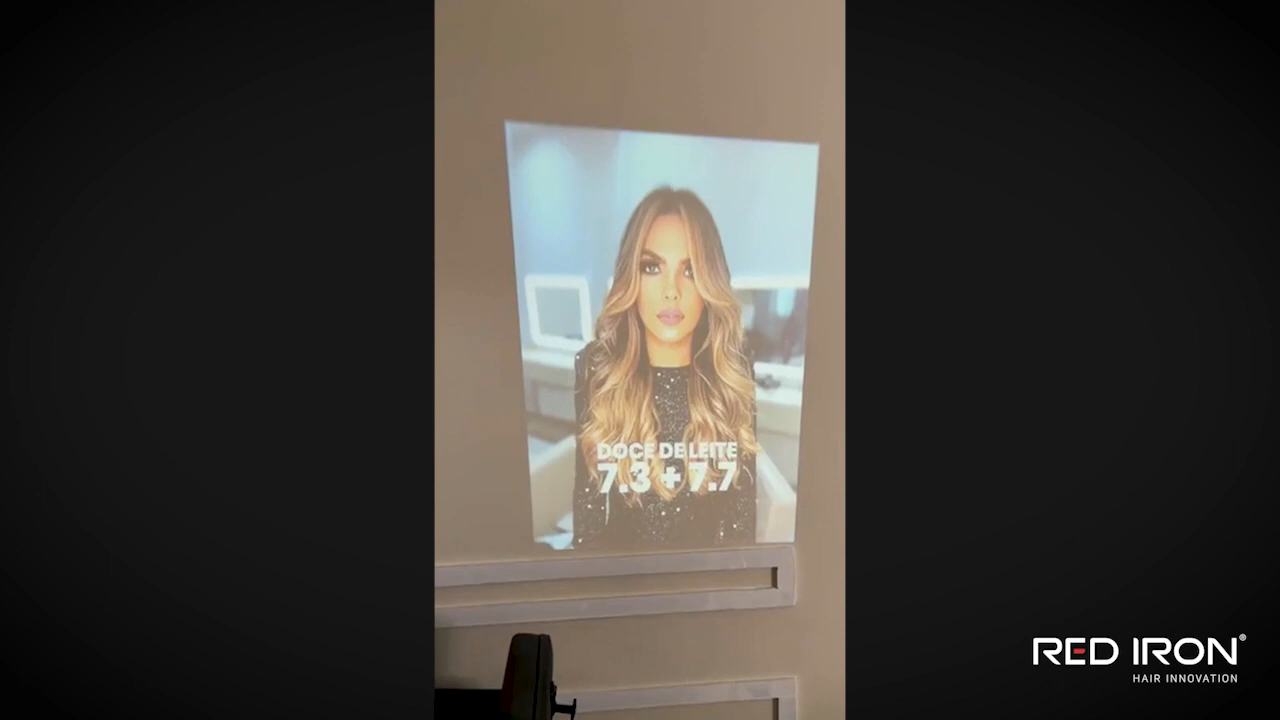 DOCE DE LEITE
7.3 + 7.7
RED IRON®
HAIR INNOVATION